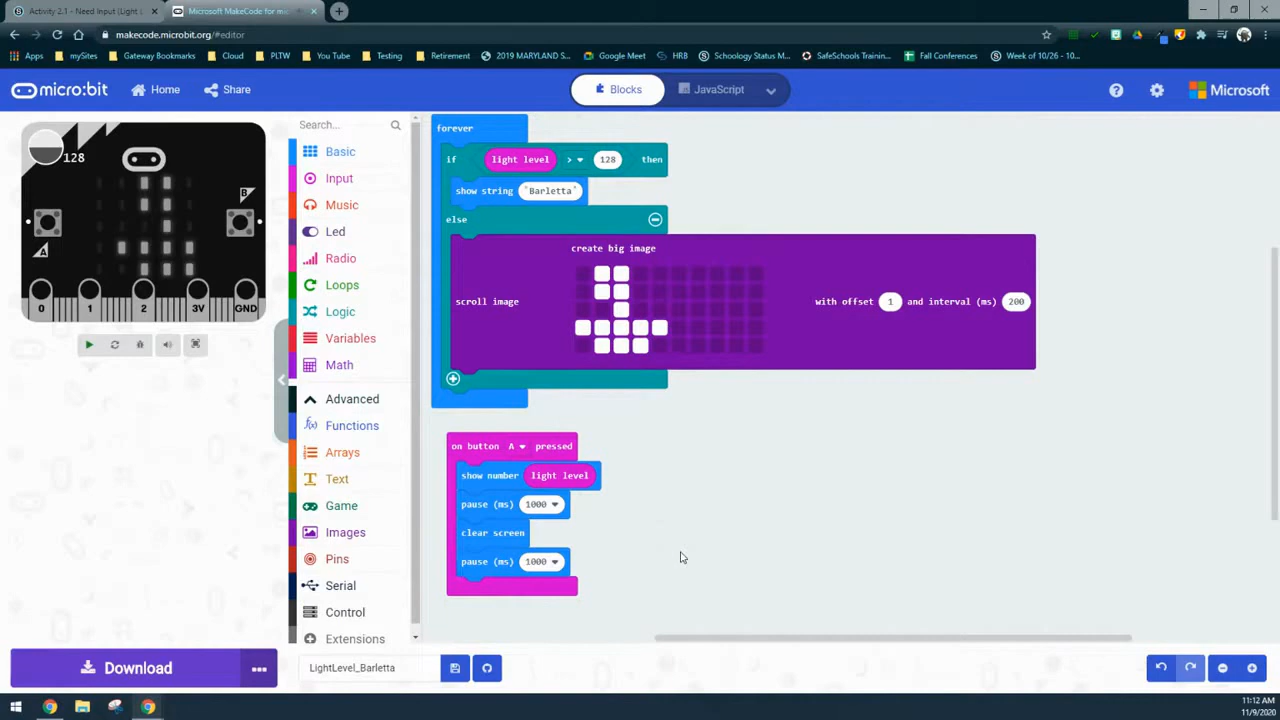 Activity 2.1 - Need Input (Light L
Microsoft MakeCode for mic
makecode.microbit.org/#editor
Apps
mySites
Gateway Bookmarks
Cloud
PLTW
You Tube
Testing
Retirement
2019 MARYLAND S...
Google Meet
HRB
Schoology Status M...
SafeSchools Trainin...
Fall Conferences
Week of 10/26 - 10...
micro:bit
Home
Share
Blocks
JavaScript
Microsoft
128
A
B
0
1
2
3V
GND
Search...
Basic
Input
Music
Led
Radio
Loops
Logic
Variables
Math
Advanced
Functions
Arrays
Text
Game
Images
Pins
Serial
Control
Extensions
forever
if light level > 128 then
show string "Barletta"
else
create big image
scroll image with offset 1 and interval (ms) 200
on button A pressed
show number light level
pause (ms) 1000
clear screen
pause (ms) 1000
Download
LightLevel_Barletta
11:12 AM
11/9/2020